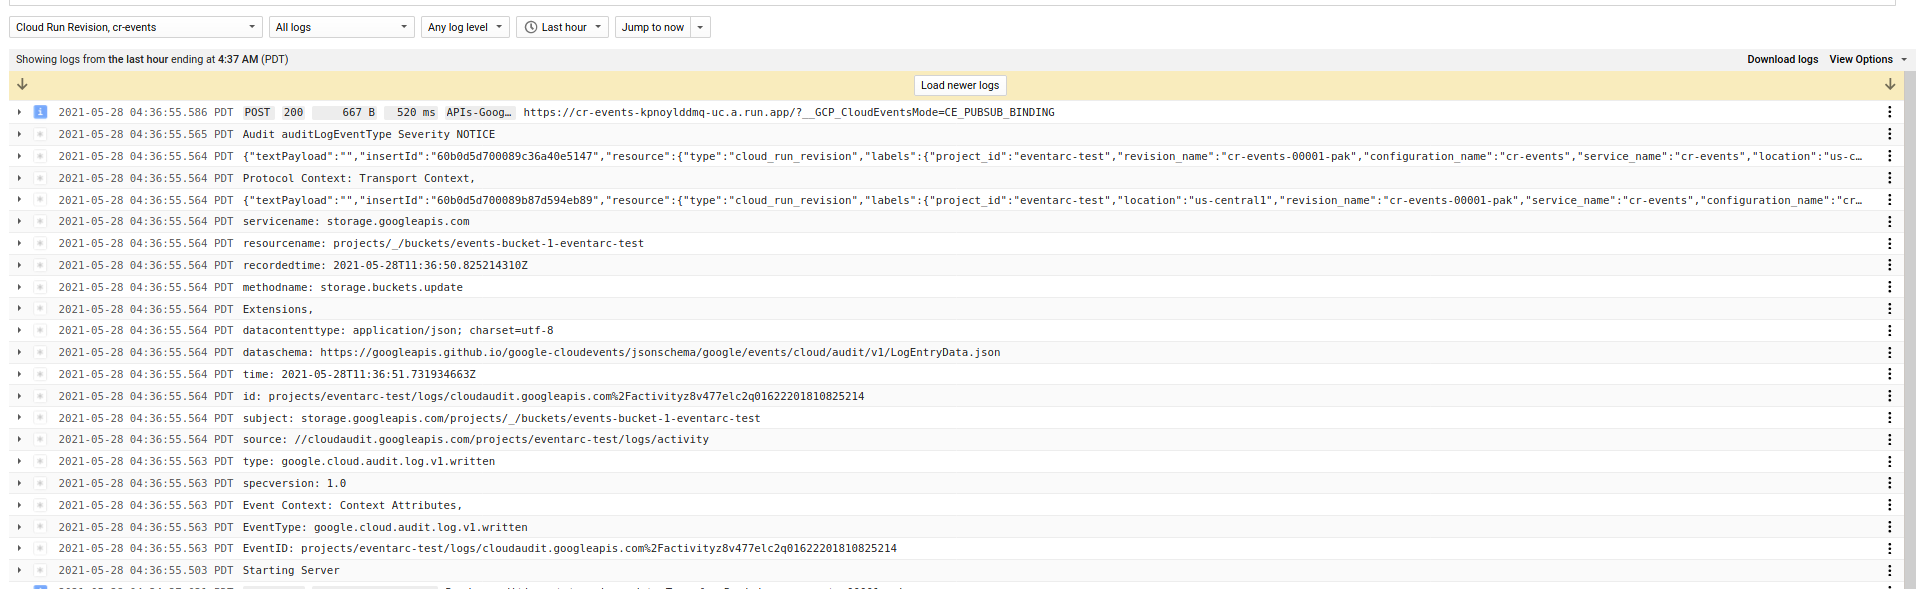 Cloud Run Revision, cr-events All logs Any log level Last hour Jump to now
Showing logs from the last hour ending at 4:37 AM (PDT) Download logs View Options
Load newer logs
2021-05-28 04:36:55.586 PDT POST 200 667 B 520 ms APIs-Goog… https://cr-events-kpnoylddmq-uc.a.run.app/?__GCP_CloudEventsMode=CE_PUBSUB_BINDING
2021-05-28 04:36:55.565 PDT Audit auditLogEventType Severity NOTICE
2021-05-28 04:36:55.564 PDT {"textPayload":"","insertId":"60b0d5d700089c36a40e5147","resource":{"type":"cloud_run_revision","labels":{"project_id":"eventarc-test","revision_name":"cr-events-00001-pak","configuration_name":"cr-events","service_name":"cr-events","location":"us-c…
2021-05-28 04:36:55.564 PDT Protocol Context: Transport Context,
2021-05-28 04:36:55.564 PDT {"textPayload":"","insertId":"60b0d5d700089b87d594eb89","resource":{"type":"cloud_run_revision","labels":{"project_id":"eventarc-test","location":"us-central1","revision_name":"cr-events-00001-pak","service_name":"cr-events","configuration_name":"cr…
2021-05-28 04:36:55.564 PDT servicename: storage.googleapis.com
2021-05-28 04:36:55.564 PDT resourcename: projects/_/buckets/events-bucket-1-eventarc-test
2021-05-28 04:36:55.564 PDT recordedtime: 2021-05-28T11:36:50.825214310Z
2021-05-28 04:36:55.564 PDT methodname: storage.buckets.update
2021-05-28 04:36:55.564 PDT Extensions,
2021-05-28 04:36:55.564 PDT datacontenttype: application/json; charset=utf-8
2021-05-28 04:36:55.564 PDT dataschema: https://googleapis.github.io/google-cloudevents/jsonschema/google/events/cloud/audit/v1/LogEntryData.json
2021-05-28 04:36:55.564 PDT time: 2021-05-28T11:36:51.731934663Z
2021-05-28 04:36:55.564 PDT id: projects/eventarc-test/logs/cloudaudit.googleapis.com%2Factivityz8v477elc2q01622201810825214
2021-05-28 04:36:55.564 PDT subject: storage.googleapis.com/projects/_/buckets/events-bucket-1-eventarc-test
2021-05-28 04:36:55.564 PDT source: //cloudaudit.googleapis.com/projects/eventarc-test/logs/activity
2021-05-28 04:36:55.563 PDT type: google.cloud.audit.log.v1.written
2021-05-28 04:36:55.563 PDT specversion: 1.0
2021-05-28 04:36:55.563 PDT Event Context: Context Attributes,
2021-05-28 04:36:55.563 PDT EventType: google.cloud.audit.log.v1.written
2021-05-28 04:36:55.563 PDT EventID: projects/eventarc-test/logs/cloudaudit.googleapis.com%2Factivityz8v477elc2q01622201810825214
2021-05-28 04:36:55.503 PDT Starting Server